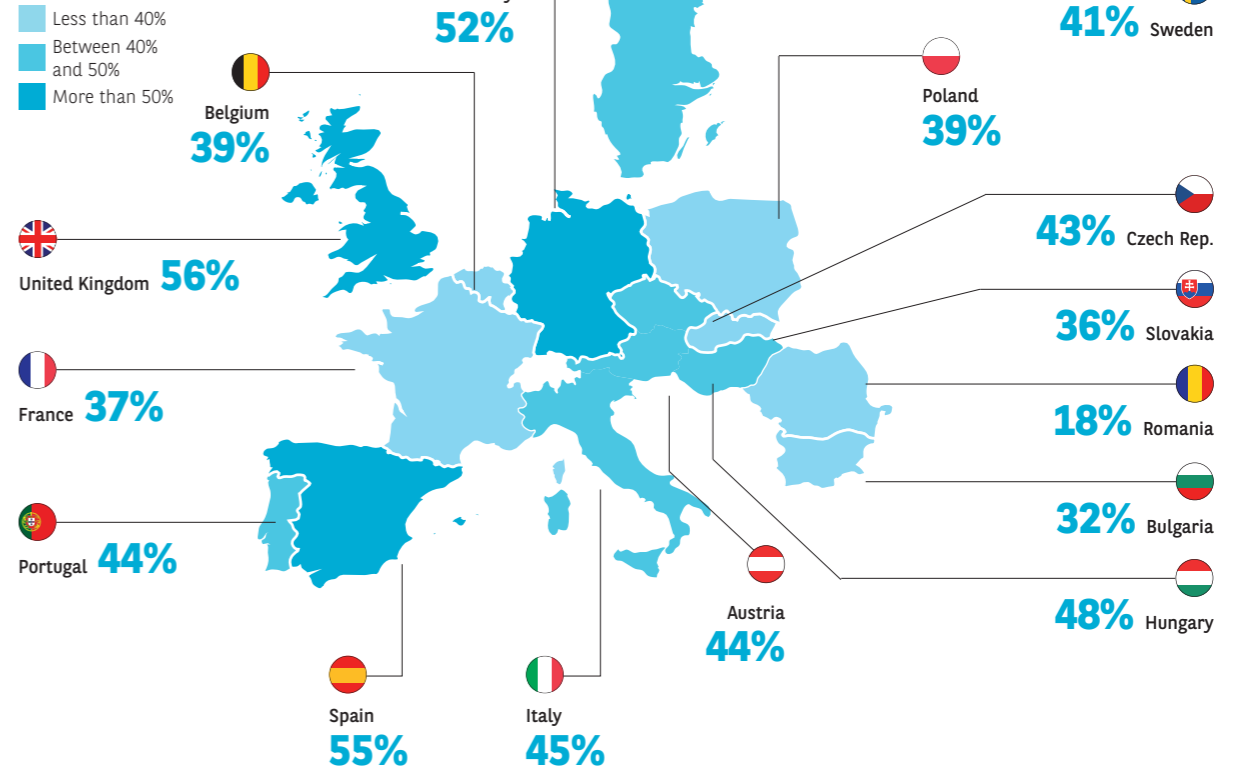 Less than 40%
Between 40%
and 50%
More than 50%
52%
41% Sweden
Belgium
39%
Poland
39%
43% Czech Rep.
United Kingdom 56%
36% Slovakia
France 37%
18% Romania
32% Bulgaria
Portugal 44%
48% Hungary
Austria
44%
Spain
55%
Italy
45%